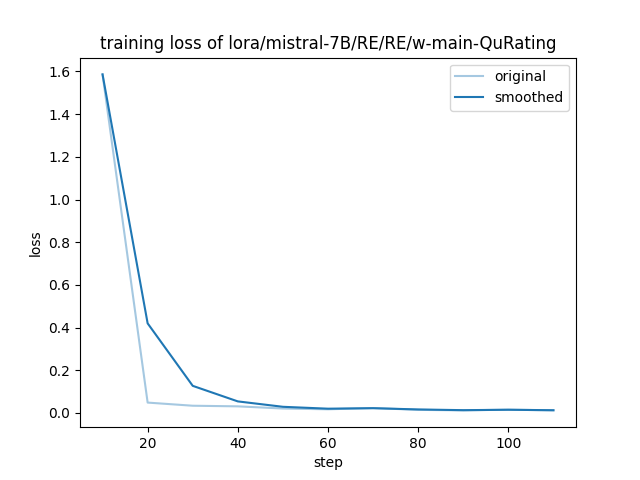 training loss of lora/mistral-7B/RE/RE/w-main-QuRating
original
smoothed
1.6
1.4
1.2
1.0
0.8
0.6
0.4
0.2
0.0
loss
20 40 60 80 100
step